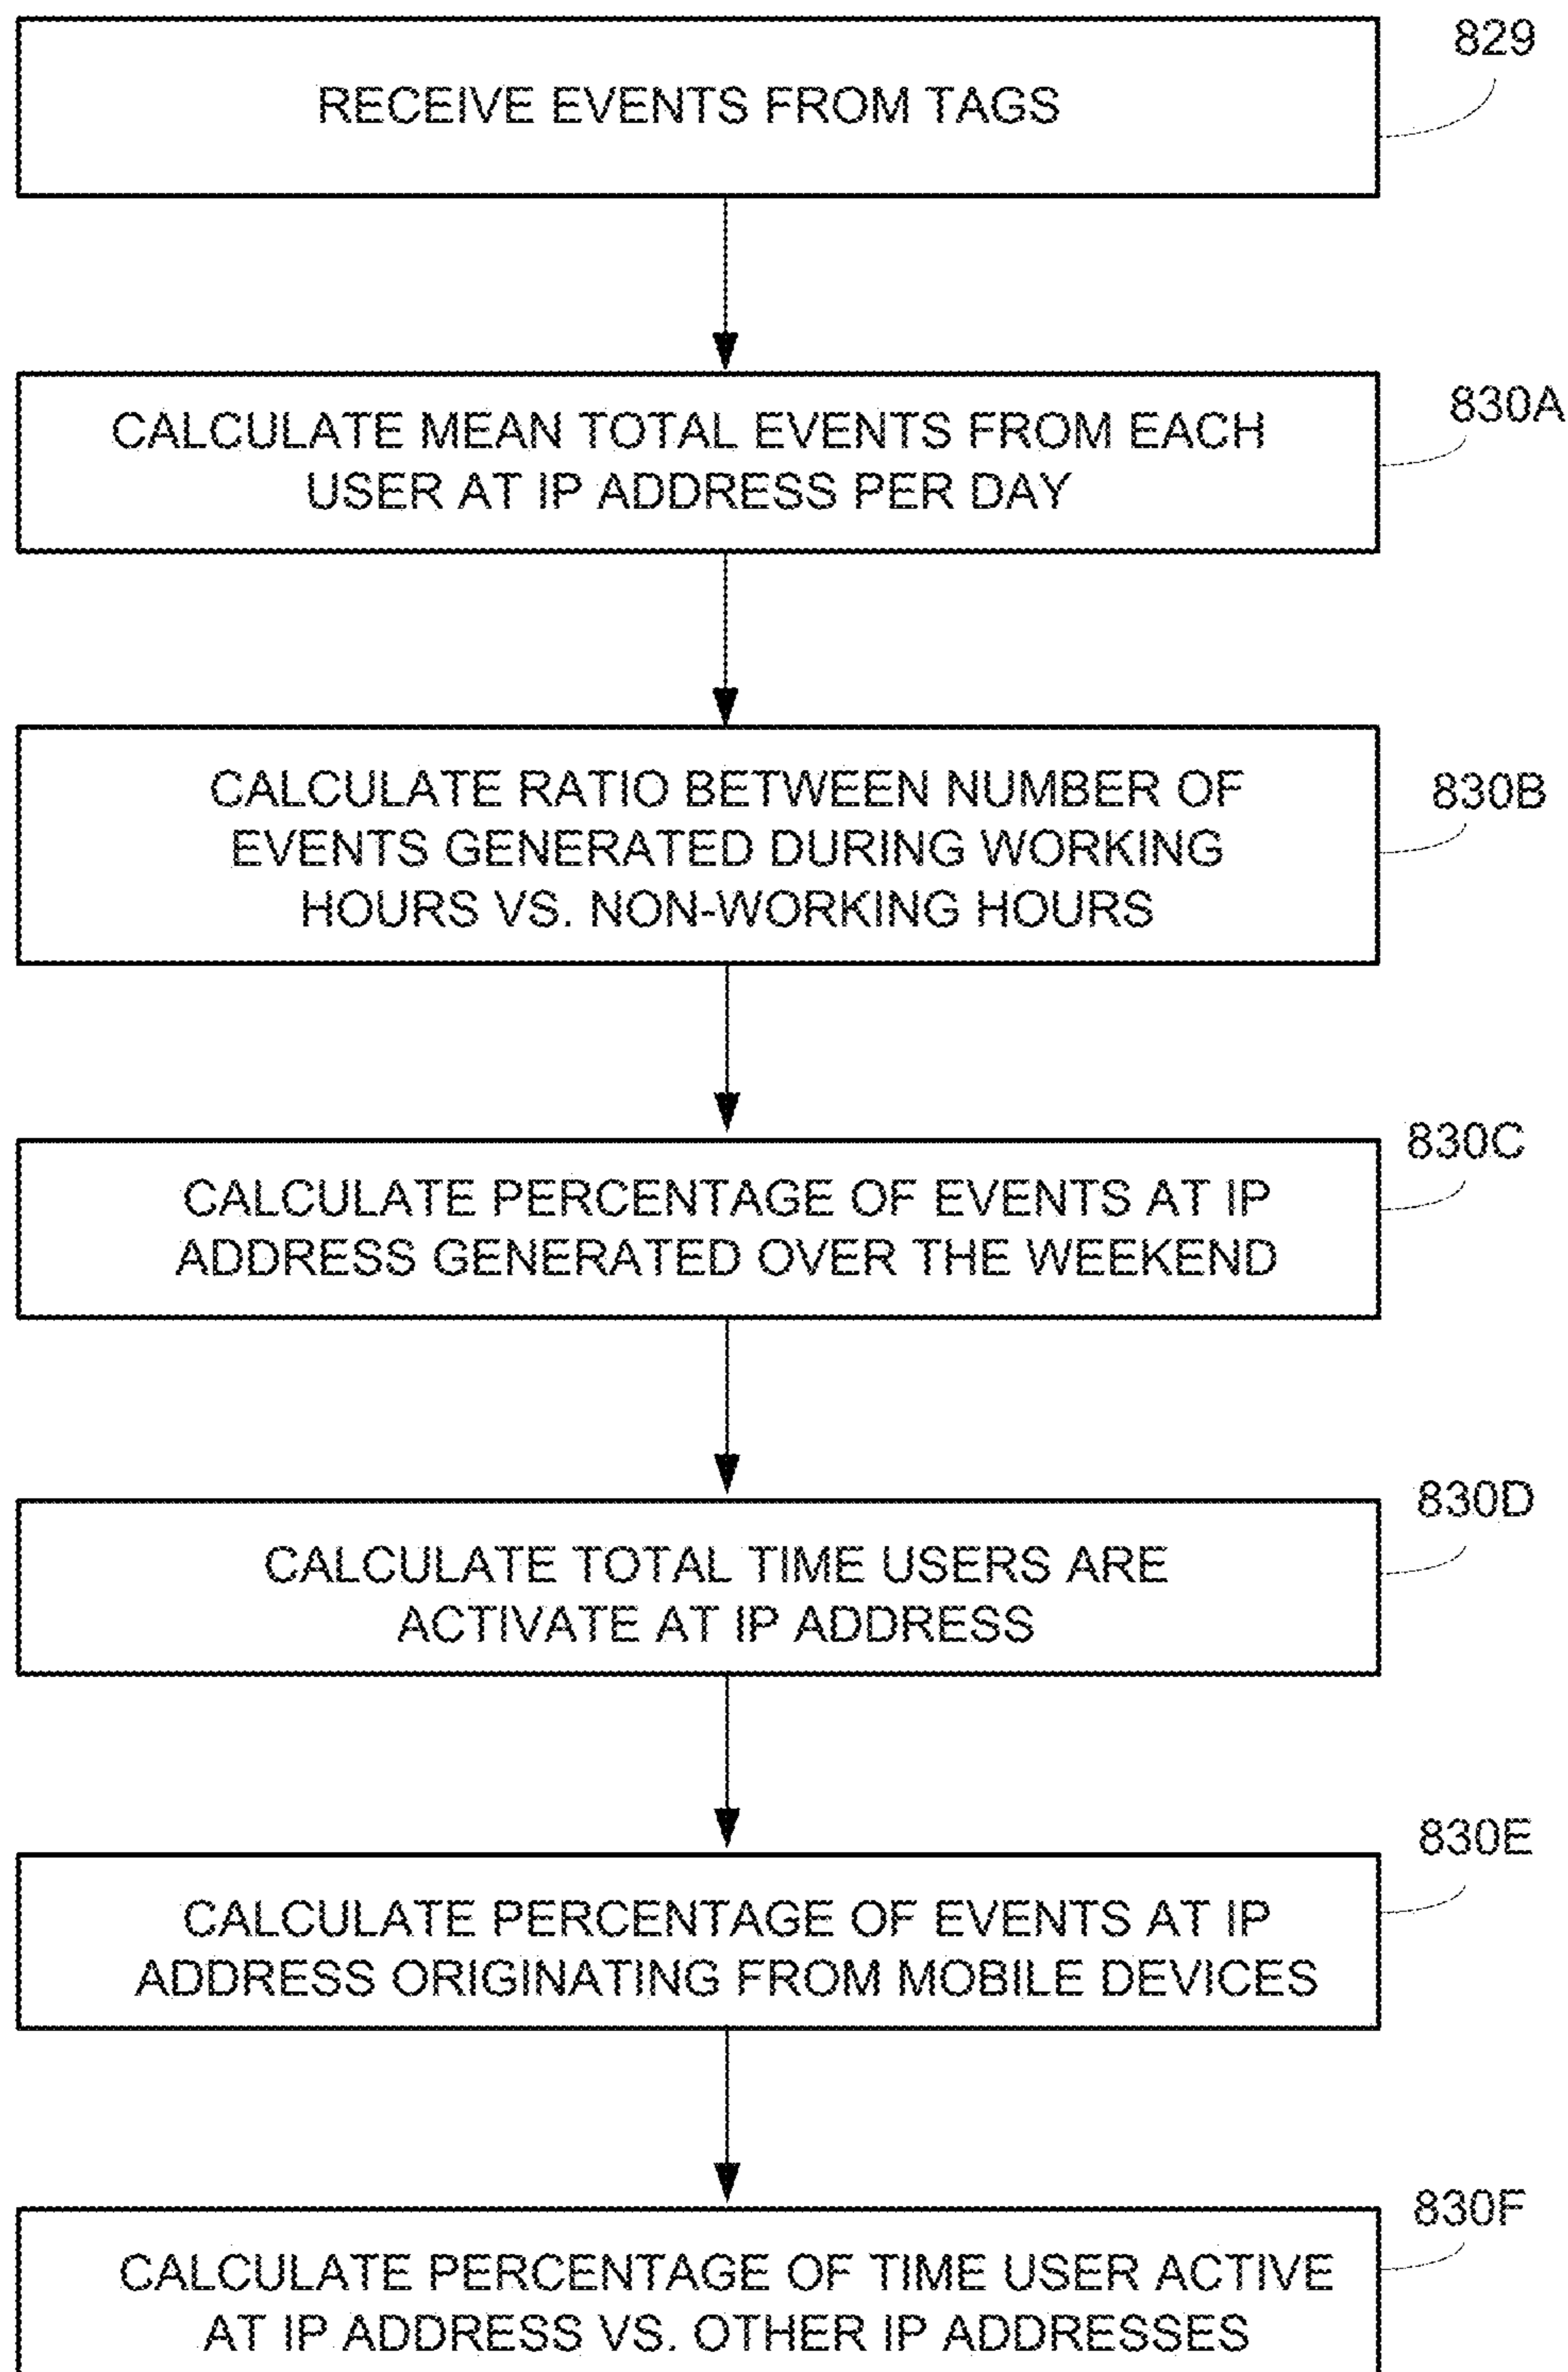 829
RECEIVE EVENTS FROM TAGS
830A
CALCULATE MEAN TOTAL EVENTS FROM EACH
USER AT IP ADDRESS PER DAY
830B
CALCULATE RATIO BETWEEN NUMBER OF
EVENTS GENERATED DURING WORKING
HOURS VS. NON-WORKING HOURS
830C
CALCULATE PERCENTAGE OF EVENTS AT IP
ADDRESS GENERATED OVER THE WEEKEND
830D
CALCULATE TOTAL TIME USERS ARE
ACTIVATE AT IP ADDRESS
830E
CALCULATE PERCENTAGE OF EVENTS AT IP
ADDRESS ORIGINATING FROM MOBILE DEVICES
830F
CALCULATE PERCENTAGE OF TIME USER ACTIVE
AT IP ADDRESS VS. OTHER IP ADDRESSES